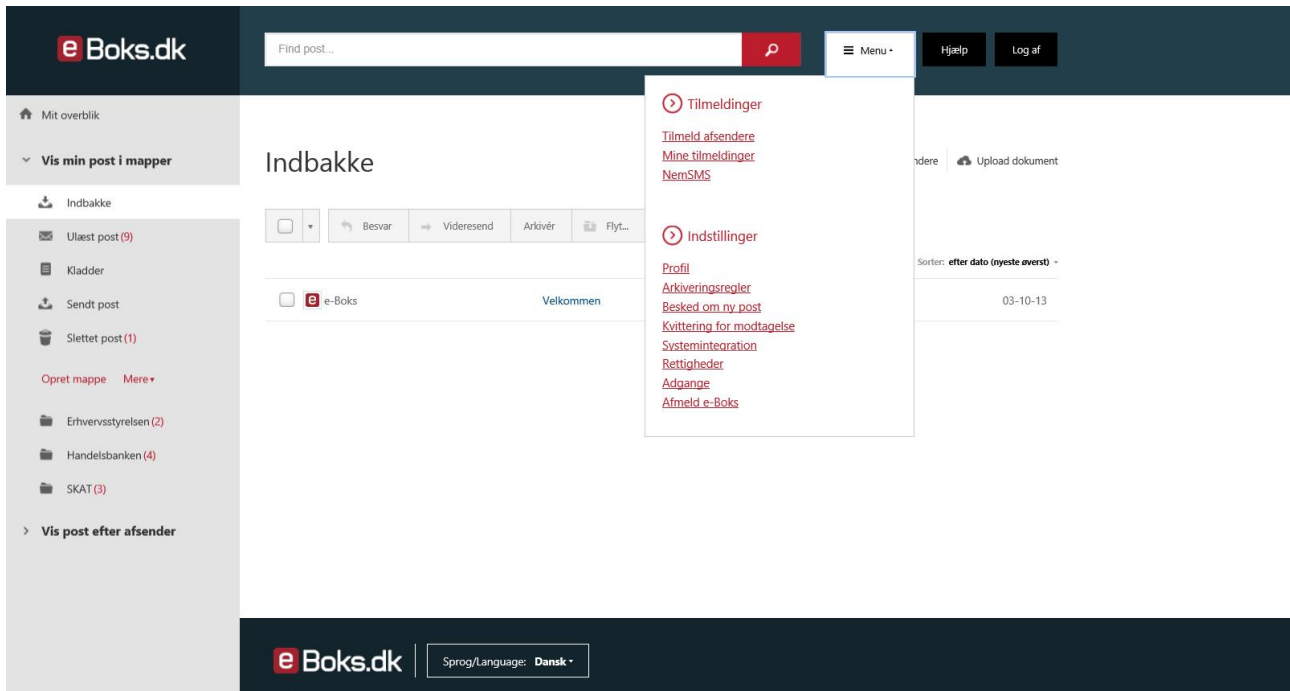 e Boks.dk
Find post...
Menu
Hjælp
Log af
Mit overblik
Vis min post i mapper
Indbakke
Ulæst post (9)
Kladder
Sendt post
Slettet post (1)
Opret mappe Mere
Erhvervsstyrelsen (2)
Handelsbanken (4)
SKAT (3)
Vis post efter afsender
Indbakke
Upload dokument
Besvar
Videresend
Arkivér
Flyt...
Sorter: efter dato (nyeste øverst)
e e-Boks
Velkommen
03-10-13
Tilmeldinger
Tilmeld afsendere
Mine tilmeldinger
NemSMS
Indstillinger
Profil
Arkiveringsregler
Besked om ny post
Kvittering for modtagelse
Systemintegration
Rettigheder
Adgange
Afmeld e-Boks
e Boks.dk
Sprog/Language: Dansk